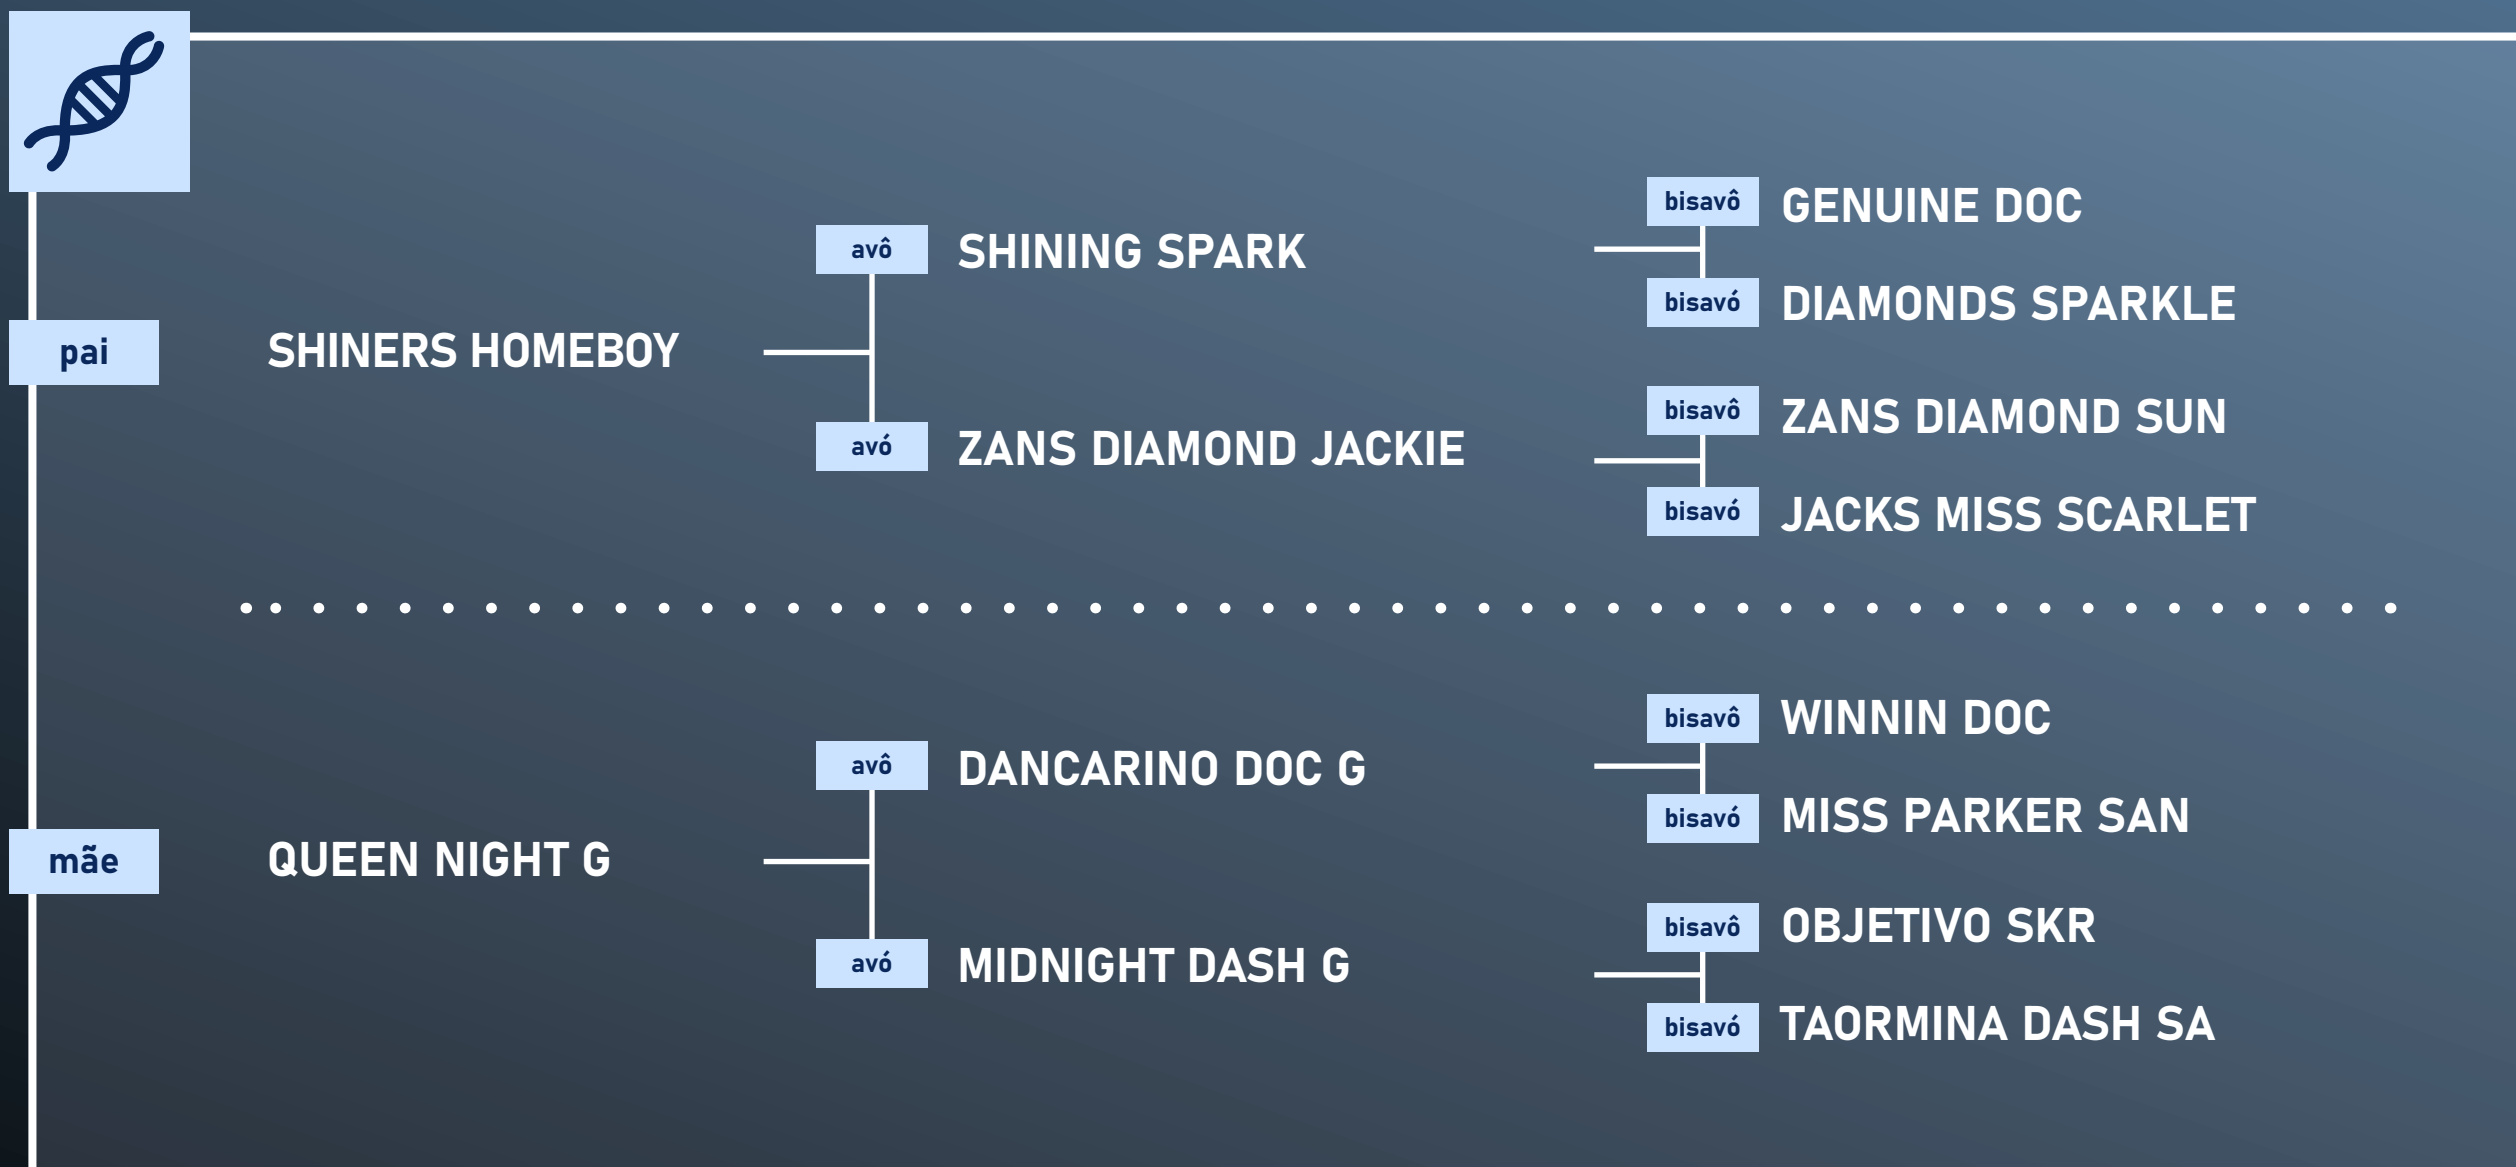 pai
SHINERS HOMEBOY
avô
SHINING SPARK
bisavô
GENUINE DOC
bisavó
DIAMONDS SPARKLE
avó
ZANS DIAMOND JACKIE
bisavô
ZANS DIAMOND SUN
bisavó
JACKS MISS SCARLET
mãe
QUEEN NIGHT G
avô
DANCARINO DOC G
bisavô
WINNIN DOC
bisavó
MISS PARKER SAN
avó
MIDNIGHT DASH G
bisavô
OBJETIVO SKR
bisavó
TAORMINA DASH SA